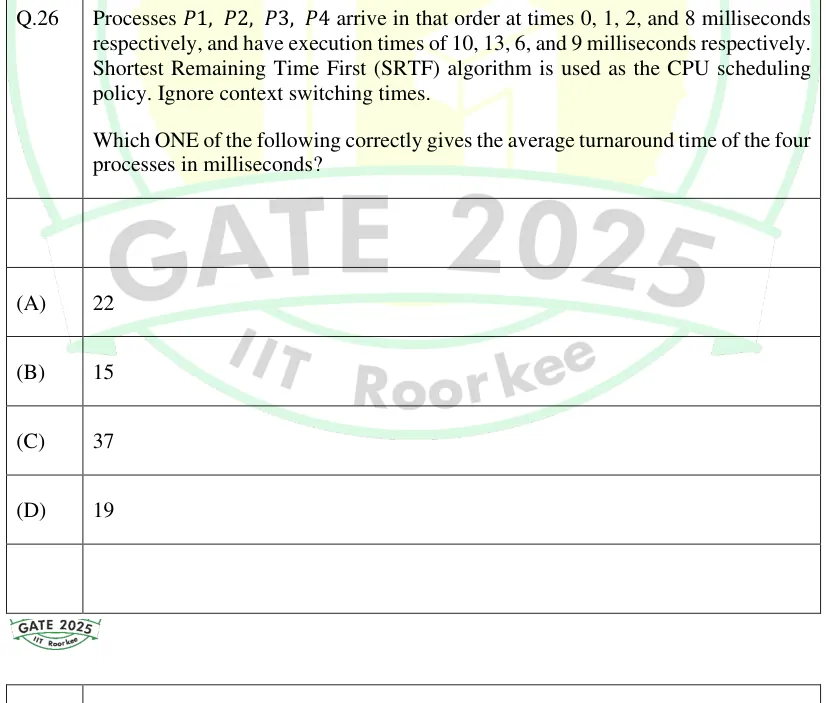 Q.26 Processes P1, P2, P3, P4 arrive in that order at times 0, 1, 2, and 8 milliseconds
respectively, and have execution times of 10, 13, 6, and 9 milliseconds respectively.
Shortest Remaining Time First (SRTF) algorithm is used as the CPU scheduling
policy. Ignore context switching times.
Which ONE of the following correctly gives the average turnaround time of the four
processes in milliseconds?
GATE 2025
IIT Roorkee
(A) 22
(B) 15
(C) 37
(D) 19
GATE 2025
IIT Roorkee